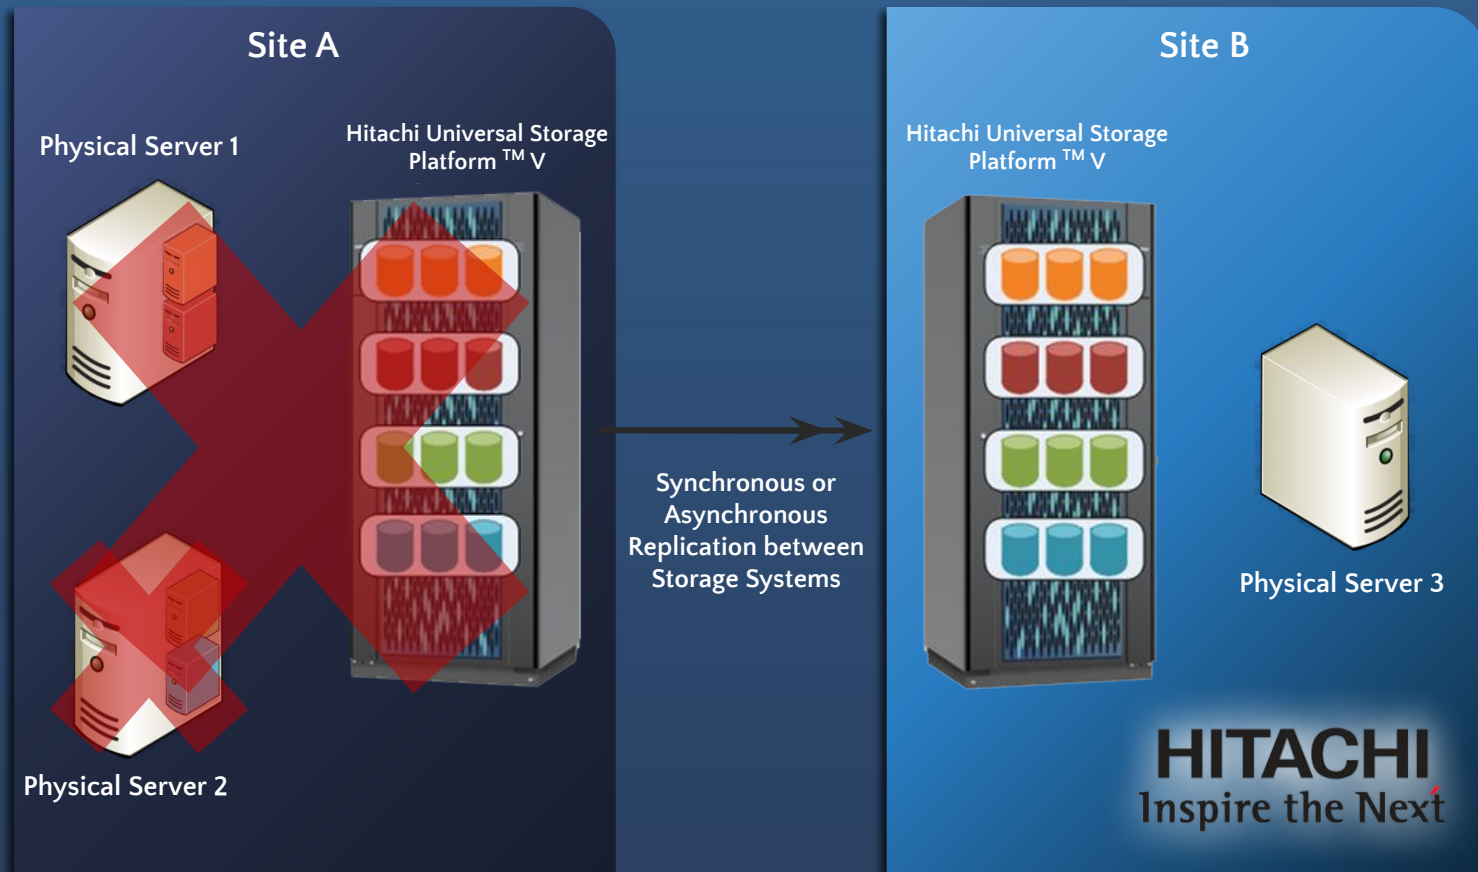 Site A
Physical Server 1
Hitachi Universal Storage
Platform ™ V
Physical Server 2
Synchronous or
Asynchronous
Replication between
Storage Systems
Site B
Hitachi Universal Storage
Platform ™ V
Physical Server 3
HITACHI
Inspire the Next